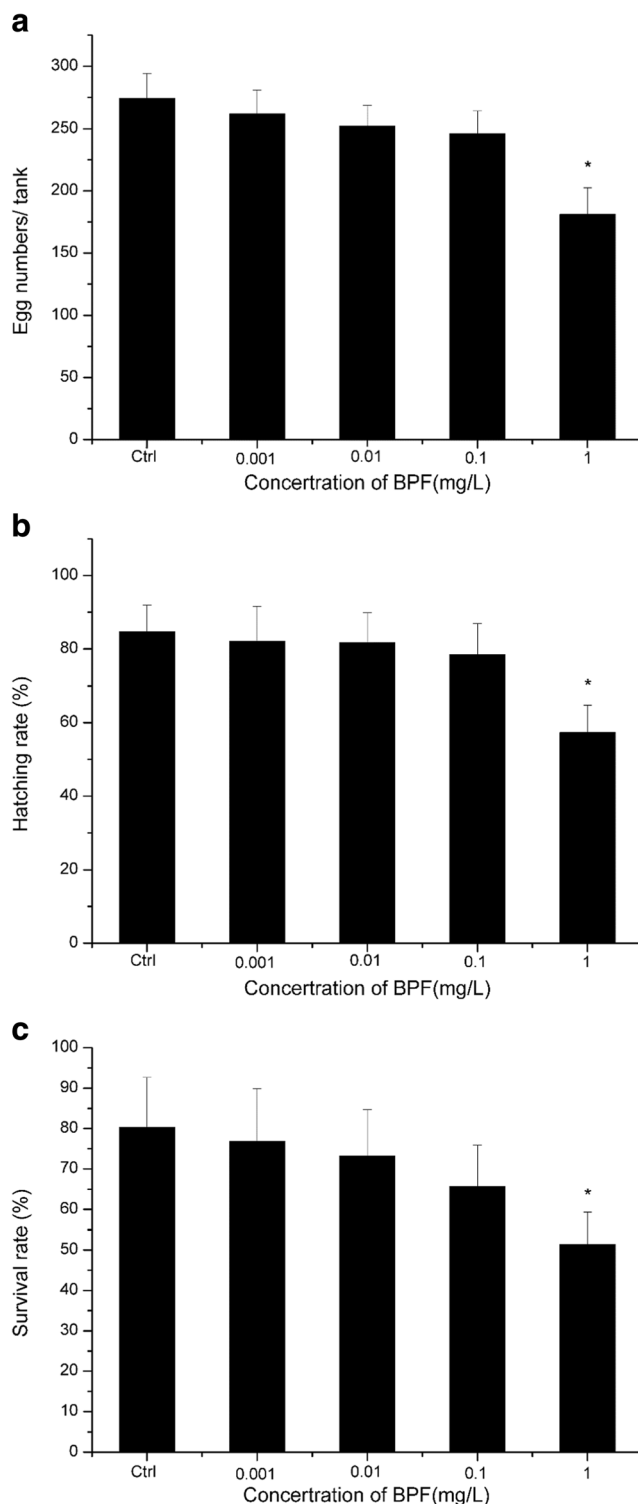 a
300
250
200
150
100
50
0
Egg numbers/ tank
*
Ctrl 0.001 0.01 0.1 1
Concertration of BPF(mg/L)
b
100
80
60
40
20
0
Hatching rate (%)
*
Ctrl 0.001 0.01 0.1 1
Concertration of BPF(mg/L)
c
100
90
80
70
60
50
40
30
20
10
0
Survival rate (%)
*
Ctrl 0.001 0.01 0.1 1
Concertration of BPF(mg/L)